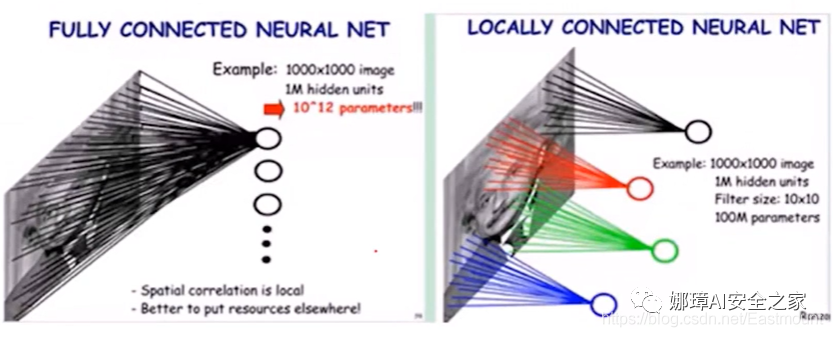 FULLY CONNECTED NEURAL NET
Example: 1000x1000 image
1M hidden units
10^12 parameters!!!
- Spatial correlation is local
- Better to put resources elsewhere!
LOCALLY CONNECTED NEURAL NET
Example: 1000x1000 image
1M hidden units
Filter size: 10x10
100M parameters
娜璋AI安全之家
https://blog.csdn.net/Eastmount